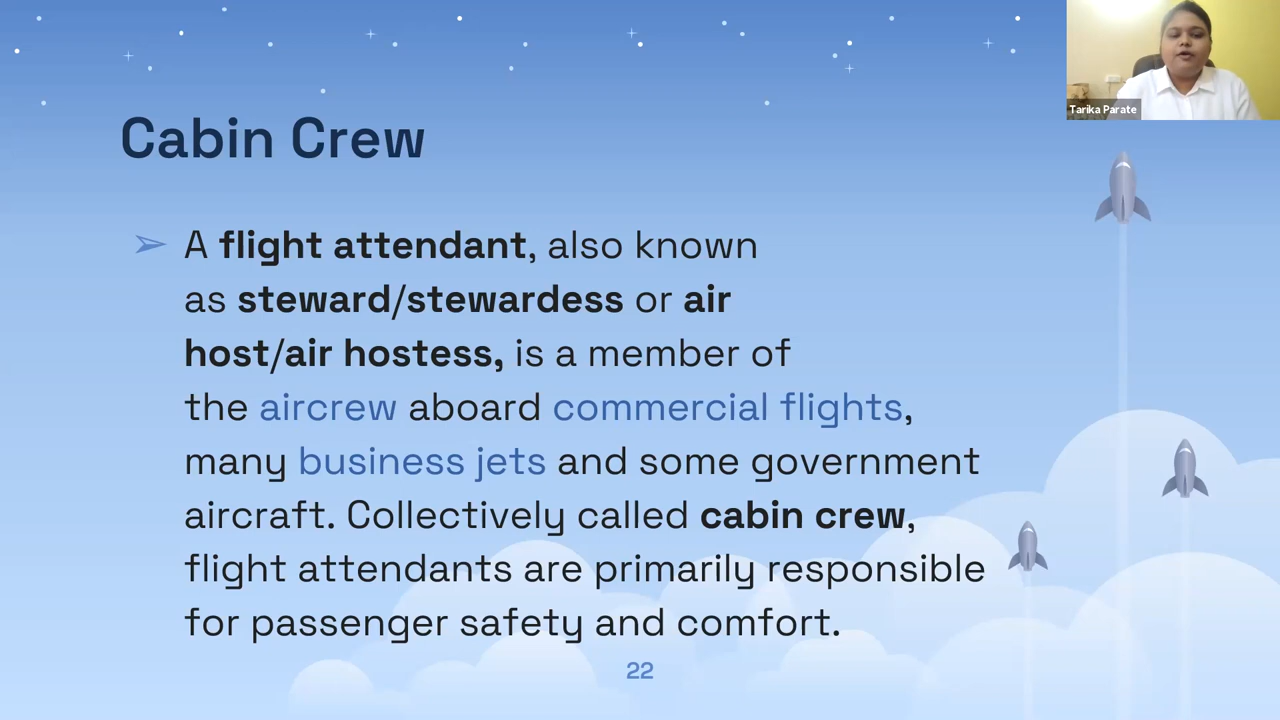 Tarika Parate
Cabin Crew
➢ A flight attendant, also known
as steward/stewardess or air
host/air hostess, is a member of
the aircrew aboard commercial flights,
many business jets and some government
aircraft. Collectively called cabin crew,
flight attendants are primarily responsible
for passenger safety and comfort.
22